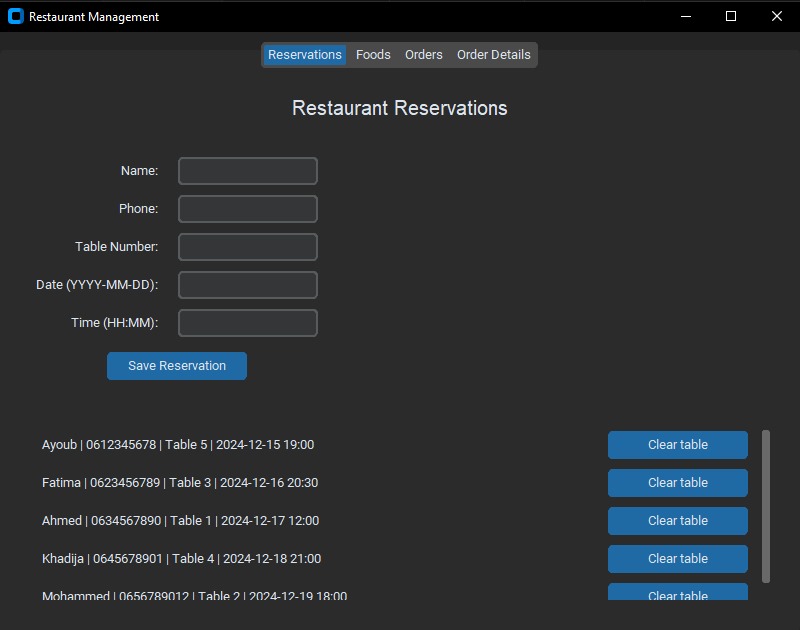 Restaurant Management
Reservations Foods Orders Order Details
Restaurant Reservations
Name:
Phone:
Table Number:
Date (YYYY-MM-DD):
Time (HH:MM):
Save Reservation
Ayoub | 0612345678 | Table 5 | 2024-12-15 19:00 Clear table
Fatima | 0623456789 | Table 3 | 2024-12-16 20:30 Clear table
Ahmed | 0634567890 | Table 1 | 2024-12-17 12:00 Clear table
Khadija | 0645678901 | Table 4 | 2024-12-18 21:00 Clear table
Mohammed | 0656789012 | Table 2 | 2024-12-19 18:00 Clear table